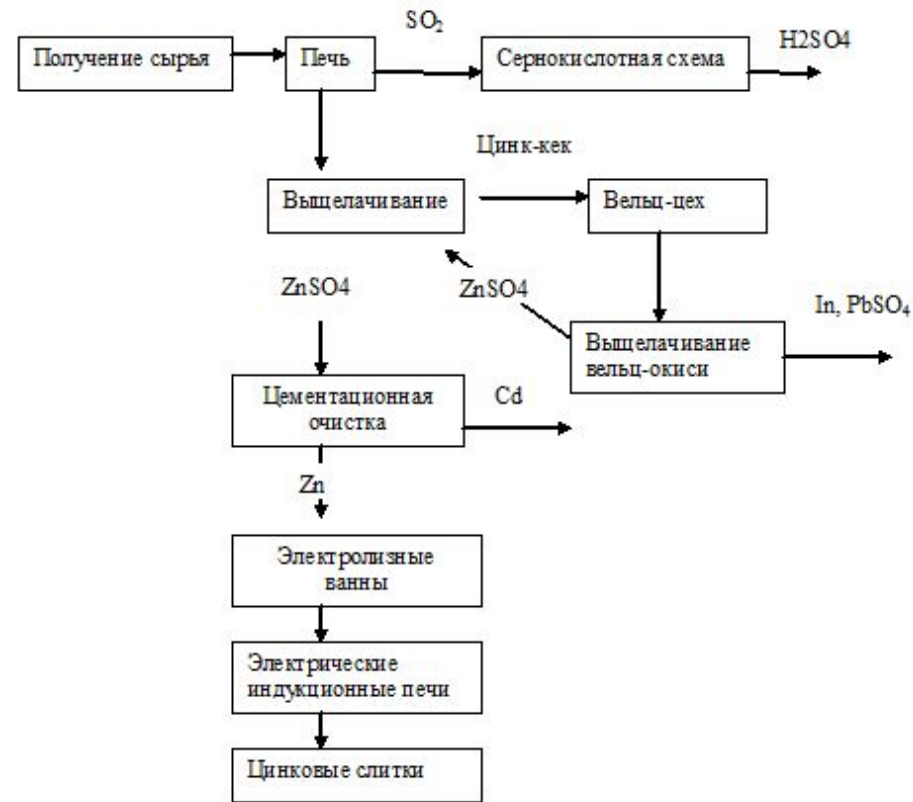 SO₂
Получение сырья
Печь
Сернокислотная схема
H2SO4
Цинк-кек
Выщелачивание
Вельц-цех
ZnSO4
ZnSO4
In, PbSO₄
Выщелачивание
вельц-окиси
Цементационная
очистка
Cd
Zn
Электролизные
ванны
Электрические
индукционные печи
Цинковые слитки